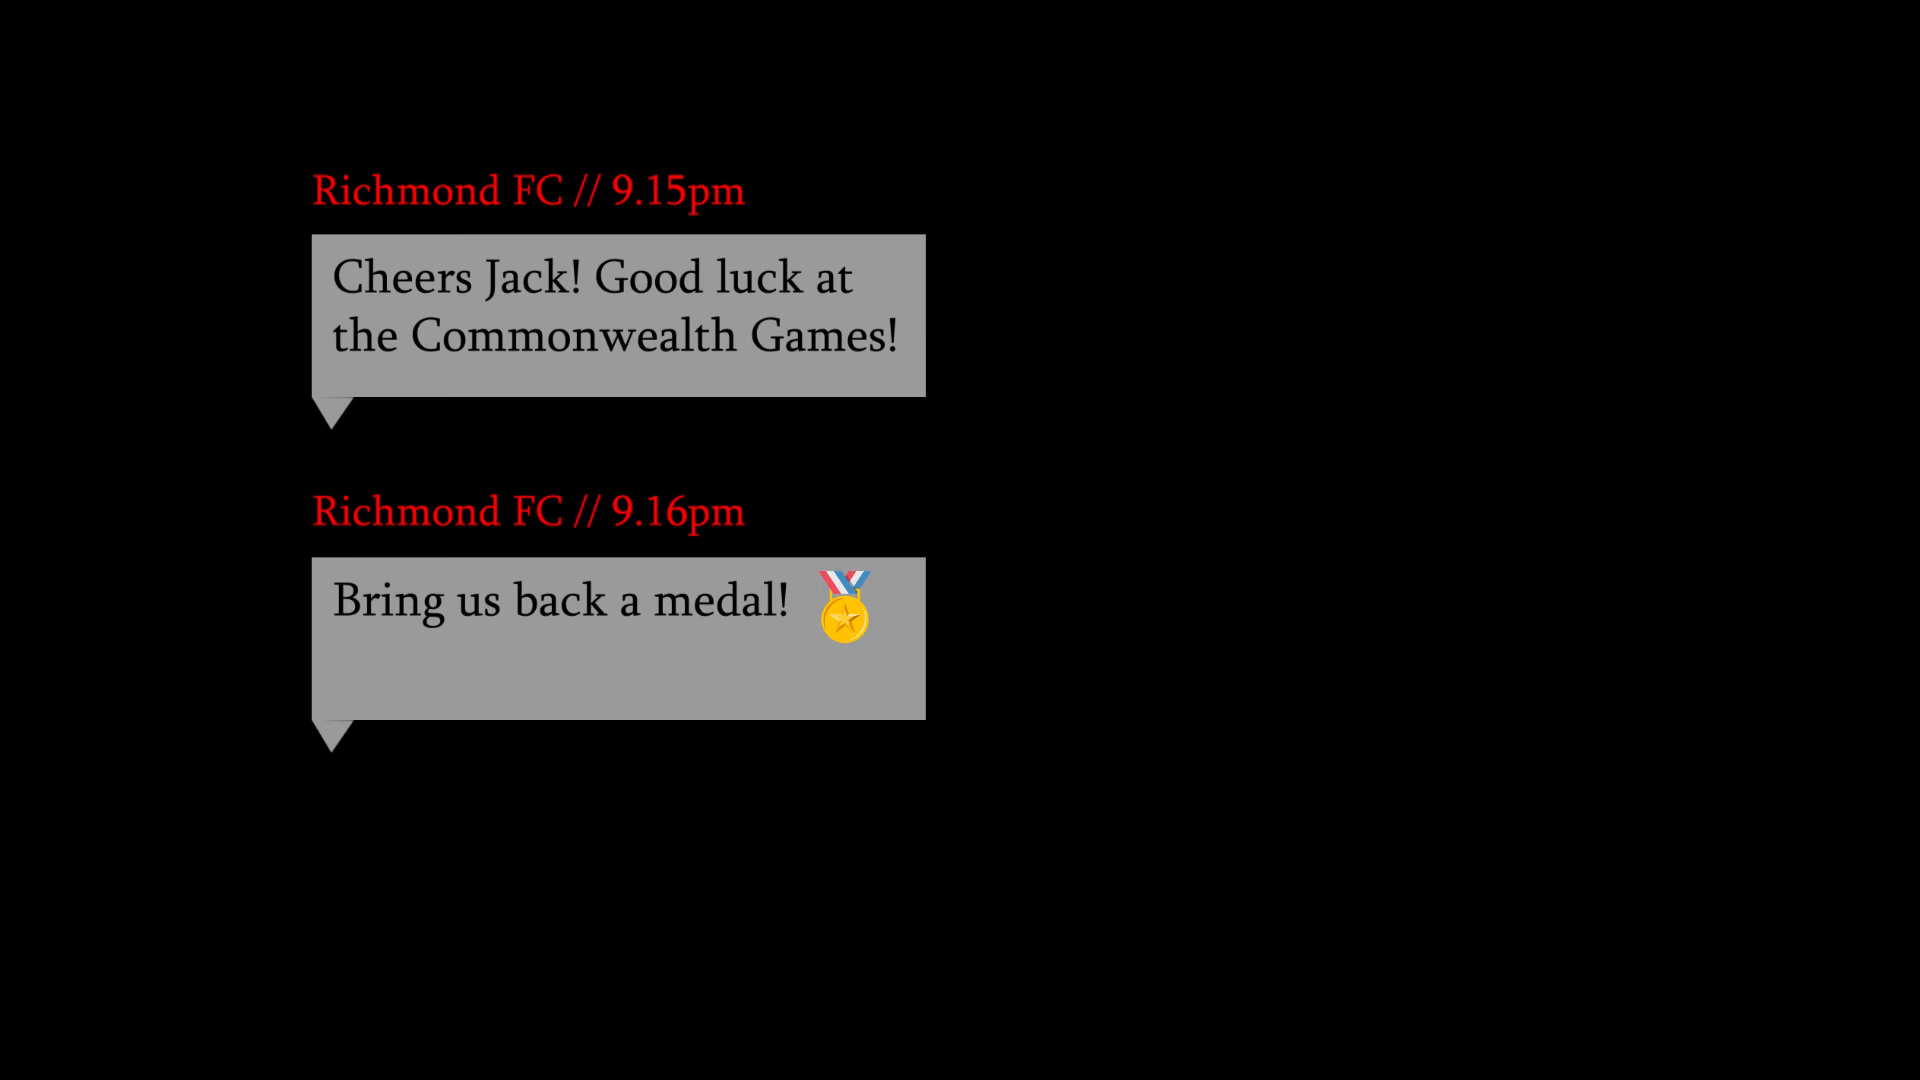 Richmond FC // 9.15pm
Cheers Jack! Good luck at
the Commonwealth Games!
Richmond FC // 9.16pm
Bring us back a medal! 🏅